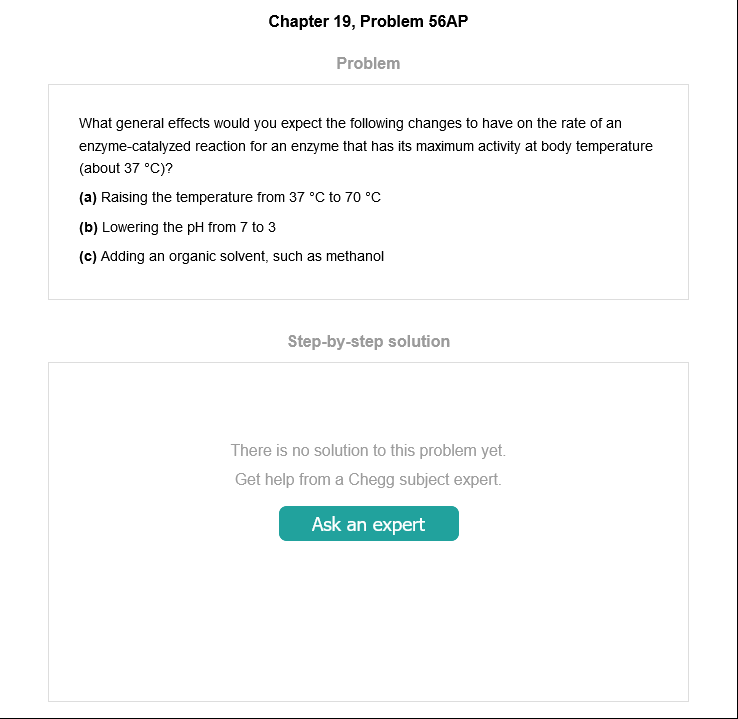 Chapter 19, Problem 56AP
Problem
What general effects would you expect the following changes to have on the rate of an
enzyme-catalyzed reaction for an enzyme that has its maximum activity at body temperature
(about 37 °C)?
(a) Raising the temperature from 37 °C to 70 °C
(b) Lowering the pH from 7 to 3
(c) Adding an organic solvent, such as methanol
Step-by-step solution
There is no solution to this problem yet.
Get help from a Chegg subject expert.
Ask an expert